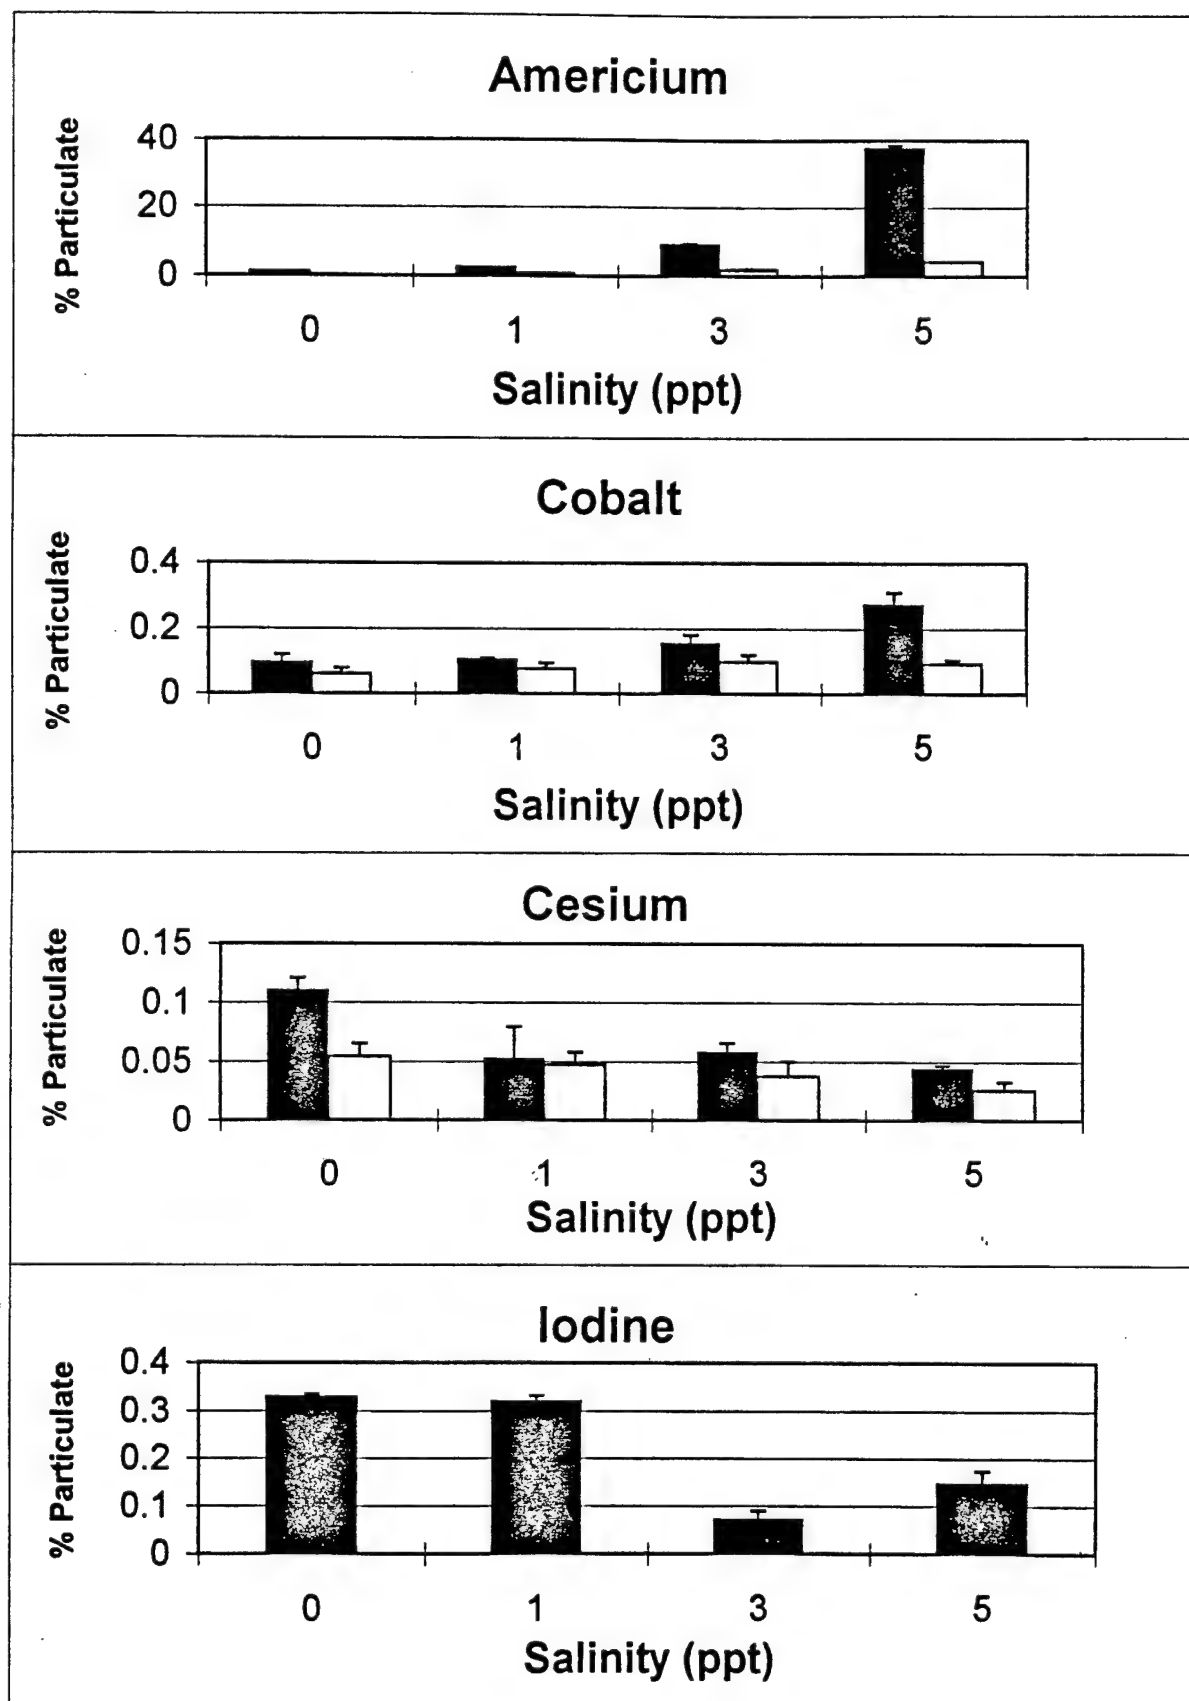 Americium
% Particulate
40
20
0
0 1 3 5
Salinity (ppt)
Cobalt
% Particulate
0.4
0.2
0
0 1 3 5
Salinity (ppt)
Cesium
% Particulate
0.15
0.1
0.05
0
0 1 3 5
Salinity (ppt)
Iodine
% Particulate
0.4
0.3
0.2
0.1
0
0 1 3 5
Salinity (ppt)